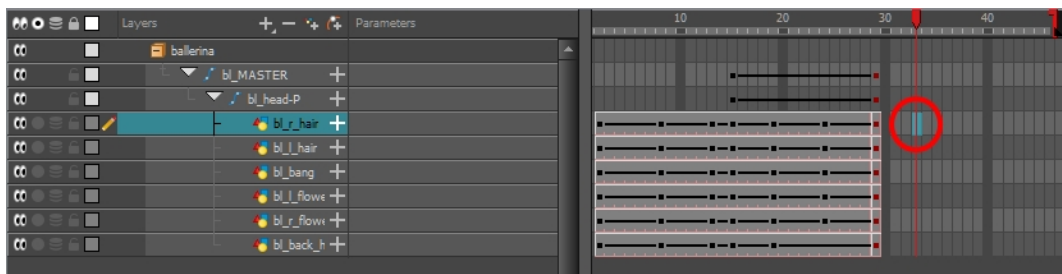 Layers Parameters 10 20 30 40
ballerina
bl_MASTER
bl_head-P
bl_r_hair
bl_l_hair
bl_bang
bl_l_flowe
bl_r_flowe
bl_back_h